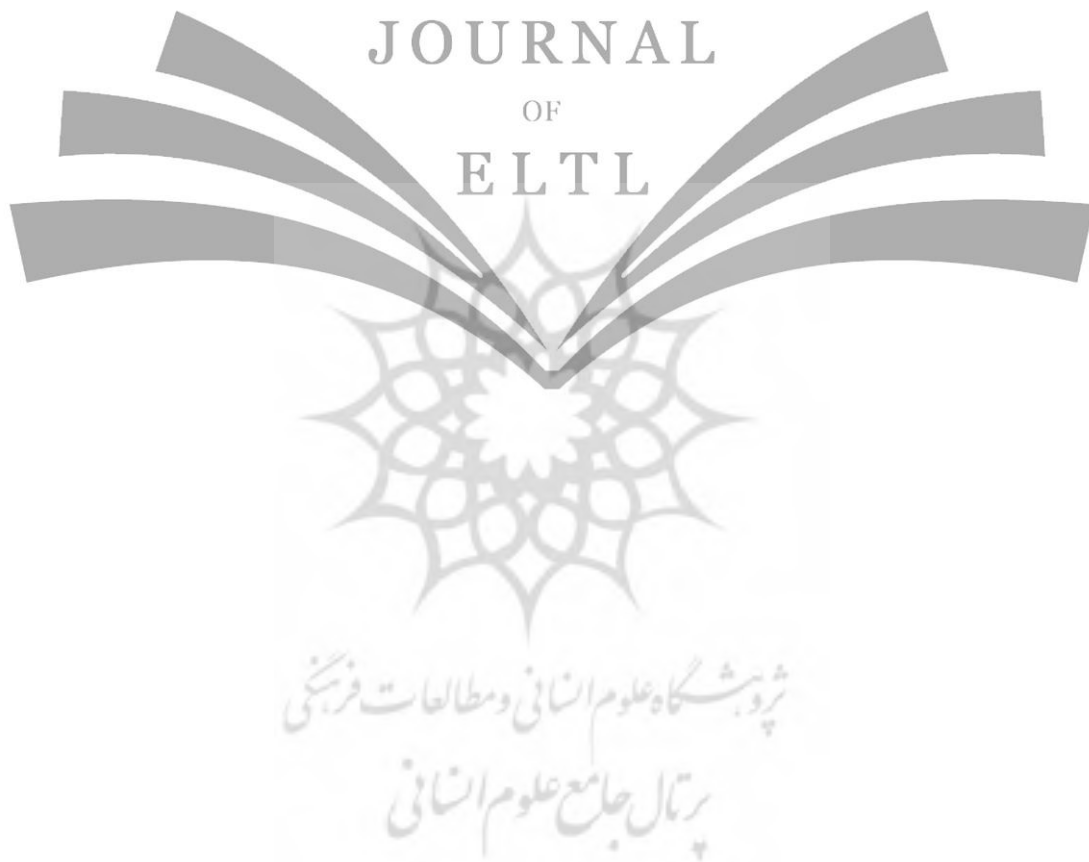 JOURNAL
OF
ELTL
پژوهشگاه علوم انسانی و مطالعات فرهنگی
پرتال جامع علوم انسانی